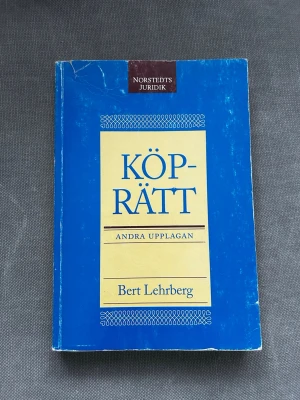 NORSTEDTS
JURIDIK
KÖP-
RÄTT
ANDRA UPPLAGAN
Bert Lehrberg